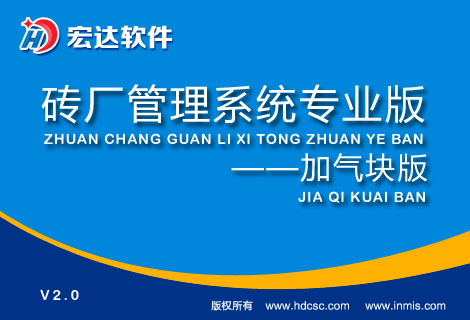 宏达软件
砖厂管理系统专业版
ZHUAN CHANG GUAN LI XI TONG ZHUAN YE BAN
——加气块版
JIA QI KUAI BAN
V2.0
版权所有 www.hdcsc.com www.inmis.com